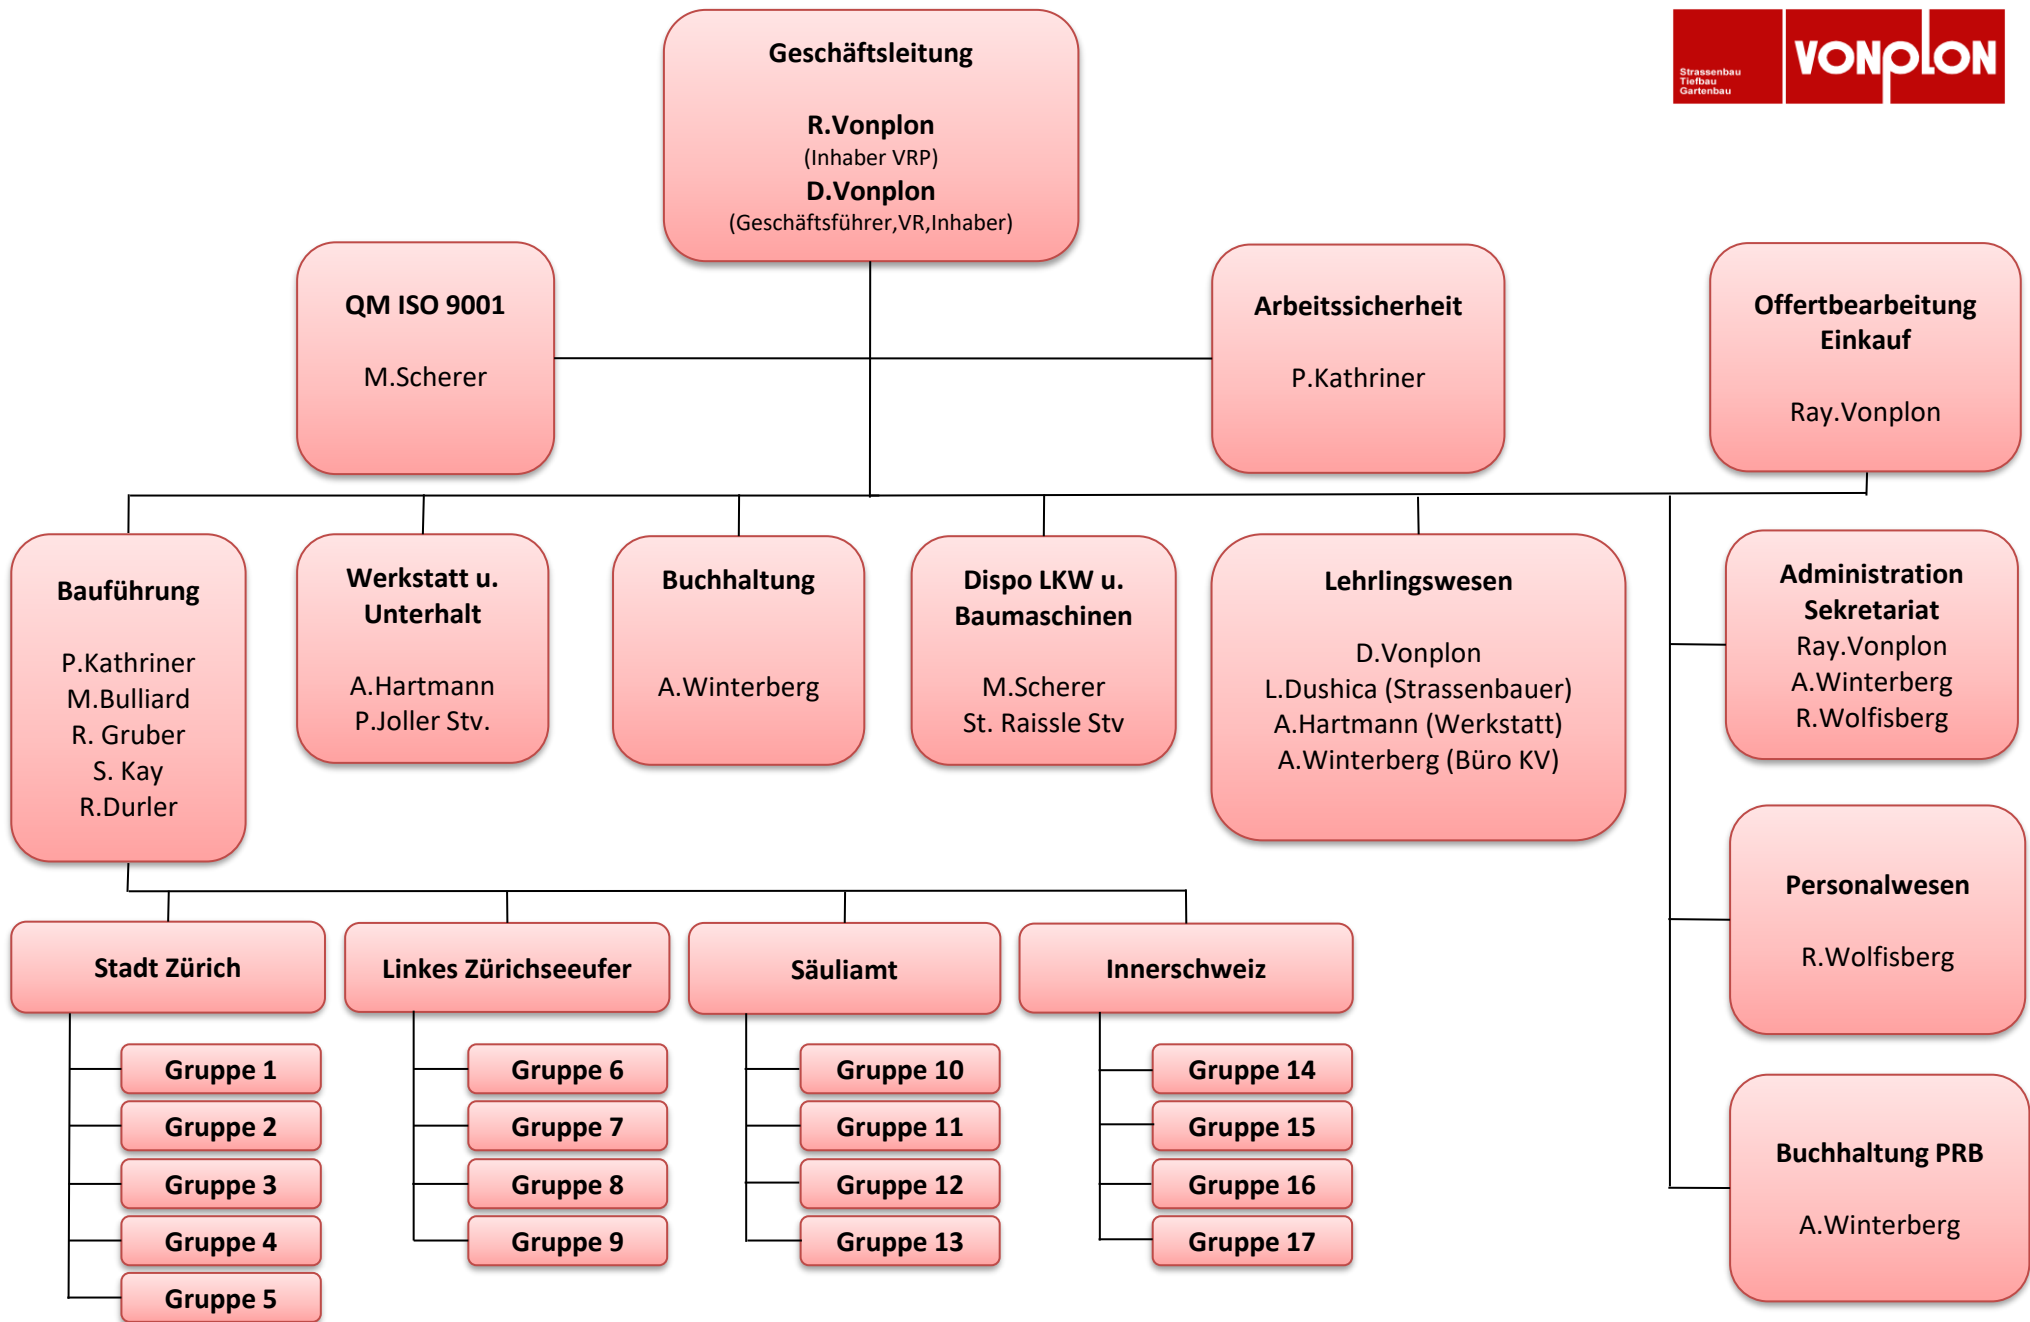 Geschäftsleitung
R.Vonplon
(Inhaber VRP)
D.Vonplon
(Geschäftsführer,VR,Inhaber)
Strassenbau
Tiefbau
Gartenbau
VONPLON
QM ISO 9001
M.Scherer
Arbeitssicherheit
P.Kathriner
Offertbearbeitung
Einkauf
Ray.Vonplon
Bauführung
P.Kathriner
M.Bulliard
R. Gruber
S. Kay
R.Durler
Werkstatt u.
Unterhalt
A.Hartmann
P.Joller Stv.
Buchhaltung
A.Winterberg
Dispo LKW u.
Baumaschinen
M.Scherer
St. Raissle Stv
Lehrlingswesen
D.Vonplon
L.Dushica (Strassenbauer)
A.Hartmann (Werkstatt)
A.Winterberg (Büro KV)
Administration
Sekretariat
Ray.Vonplon
A.Winterberg
R.Wolfisberg
Personalwesen
R.Wolfisberg
Buchhaltung PRB
A.Winterberg
Stadt Zürich
Gruppe 1
Gruppe 2
Gruppe 3
Gruppe 4
Gruppe 5
Linkes Zürichseeufer
Gruppe 6
Gruppe 7
Gruppe 8
Gruppe 9
Säuliamt
Gruppe 10
Gruppe 11
Gruppe 12
Gruppe 13
Innerschweiz
Gruppe 14
Gruppe 15
Gruppe 16
Gruppe 17